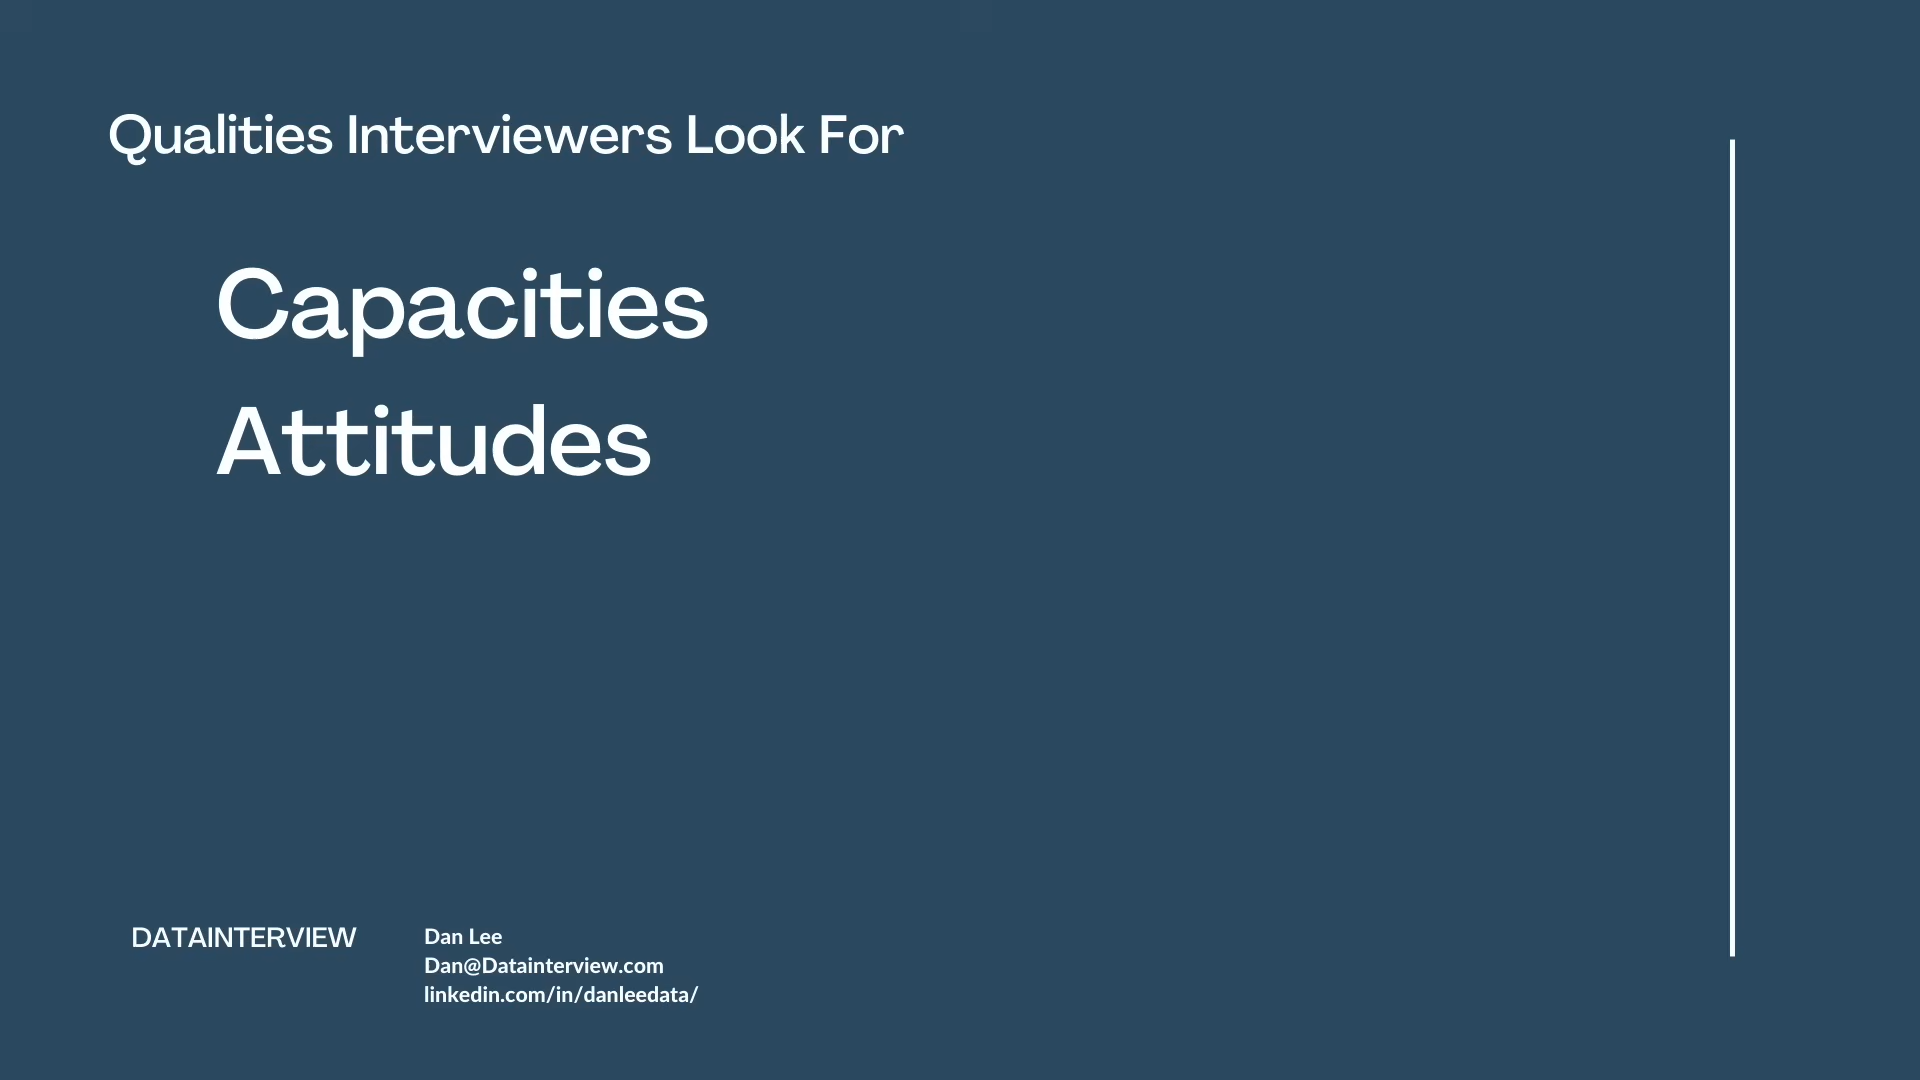 Qualities Interviewers Look For
Capacities
Attitudes
DATAINTERVIEW
Dan Lee
Dan@Datainterview.com
linkedin.com/in/danleedata/